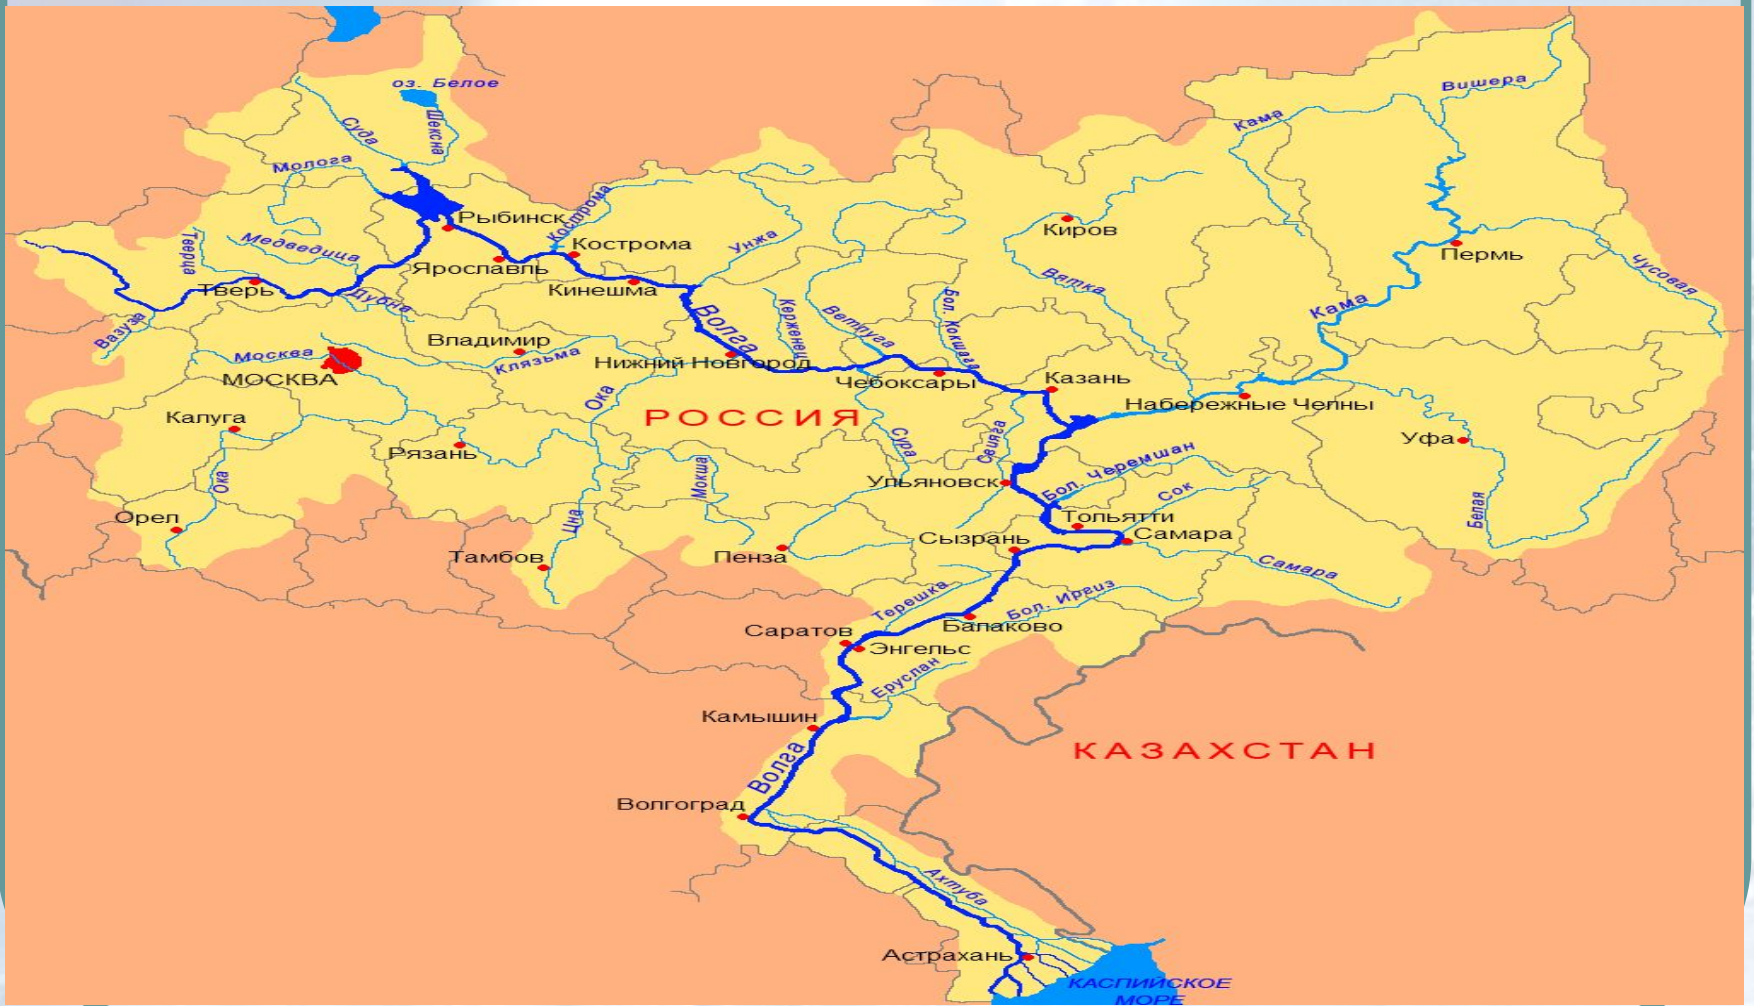 оз. Белое
Вишера
Суда
Шексна
Кама
Молога
Рыбинск
Кострома
Тверца
Медведица
Кострома
Унжа
Киров
Пермь
Ярославль
Чусовая
Тверь
Дубна
Кинешма
Вятка
Кама
Вазуза
Волга
Керженец
Ветлуга
Бол. Кокшага
Владимир
Москва
Клязьма
Нижний Новгород
МОСКВА
Чебоксары
Казань
Набережные Челны
Калуга
Ока
РОССИЯ
Рязань
Сура
Свияга
Уфа
Ока
Мокша
Ульяновск
Бол. Черемшан
Сок
Белая
Орел
Цна
Тольятти
Сызрань
Самара
Тамбов
Пенза
Самара
Терешка
Бол. Иргиз
Балаково
Саратов
Энгельс
Еруслан
Камышин
КАЗАХСТАН
Волга
Волгоград
Ахтуба
Астрахань
КАСПИЙСКОЕ
МОРЕ